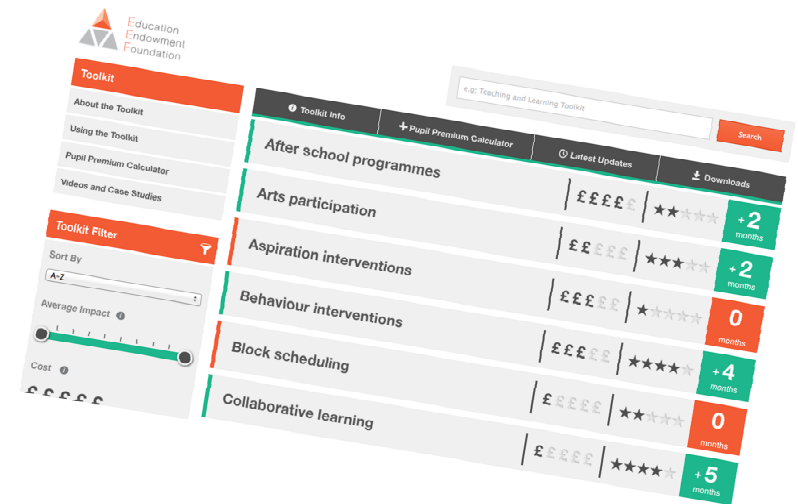 Education
Endowment
Foundation
e.g: Teaching and Learning Toolkit
Search
Toolkit
About the Toolkit
Using the Toolkit
Pupil Premium Calculator
Videos and Case Studies
Toolkit Filter
Sort By
A-Z
Average Impact
Cost
£££££
Toolkit Info
Pupil Premium Calculator
Latest Updates
Downloads
After school programmes £££££ ★★★★★ +2 months
Arts participation £££££ ★★★★★ +2 months
Aspiration interventions £££££ ★★★★★ 0 months
Behaviour interventions £££££ ★★★★★ +4 months
Block scheduling £££££ ★★★★★ 0 months
Collaborative learning £££££ ★★★★★ +5 months